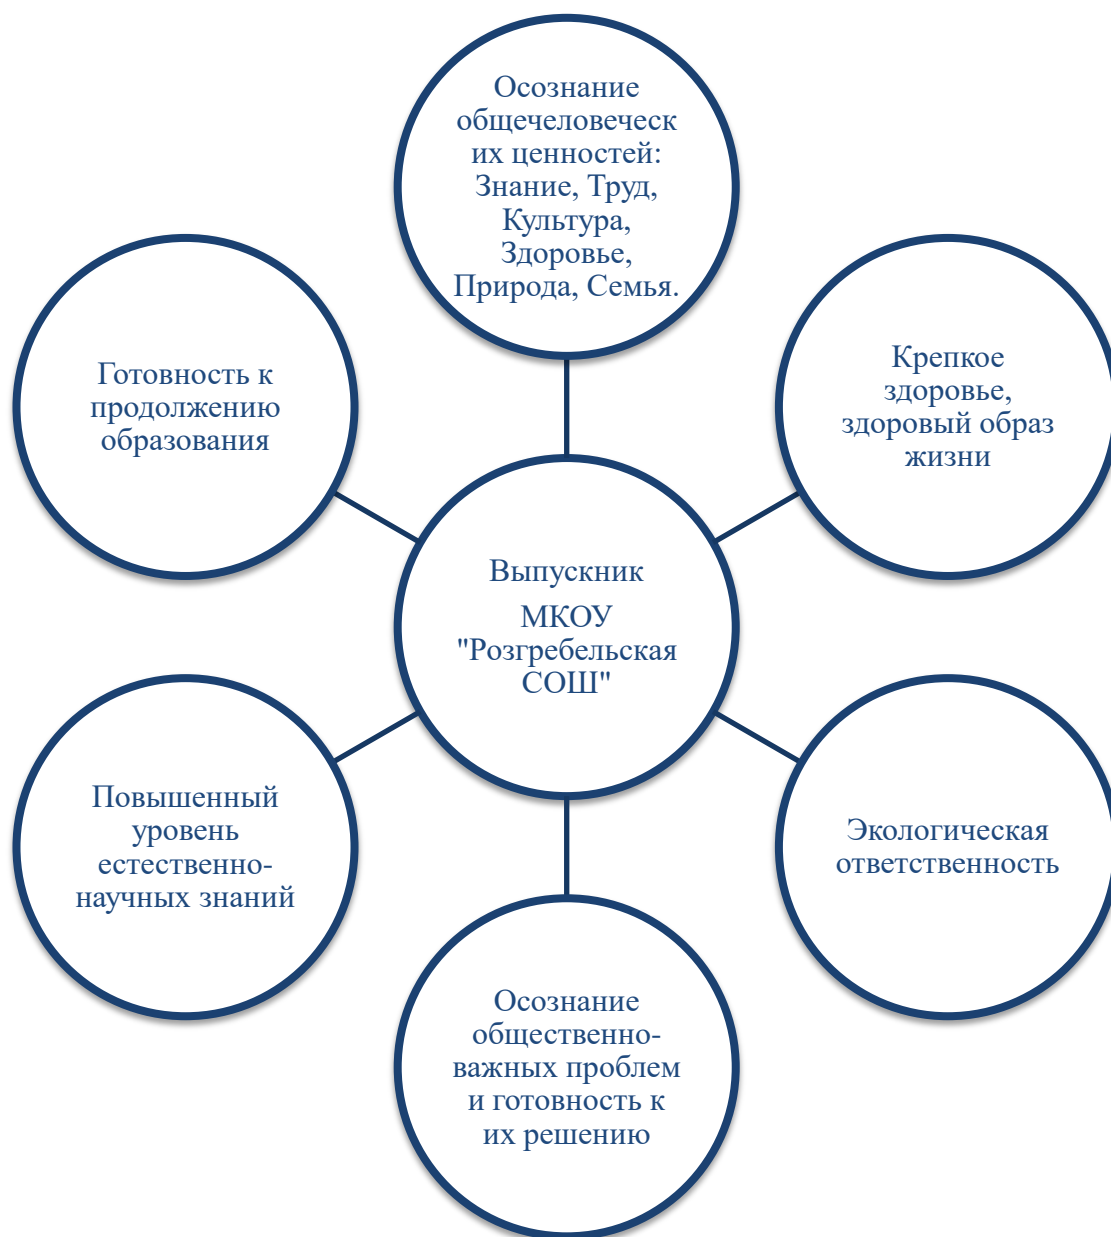 Осознание
общечеловеческ
их ценностей:
Знание, Труд,
Культура,
Здоровье,
Природа, Семья.
Крепкое
здоровье,
здоровый образ
жизни
Экологическая
ответственность
Осознание
общественно-
важных проблем
и готовность к
их решению
Повышенный
уровень
естественно-
научных знаний
Готовность к
продолжению
образования
Выпускник
МКОУ
"Розгребельская
СОШ"